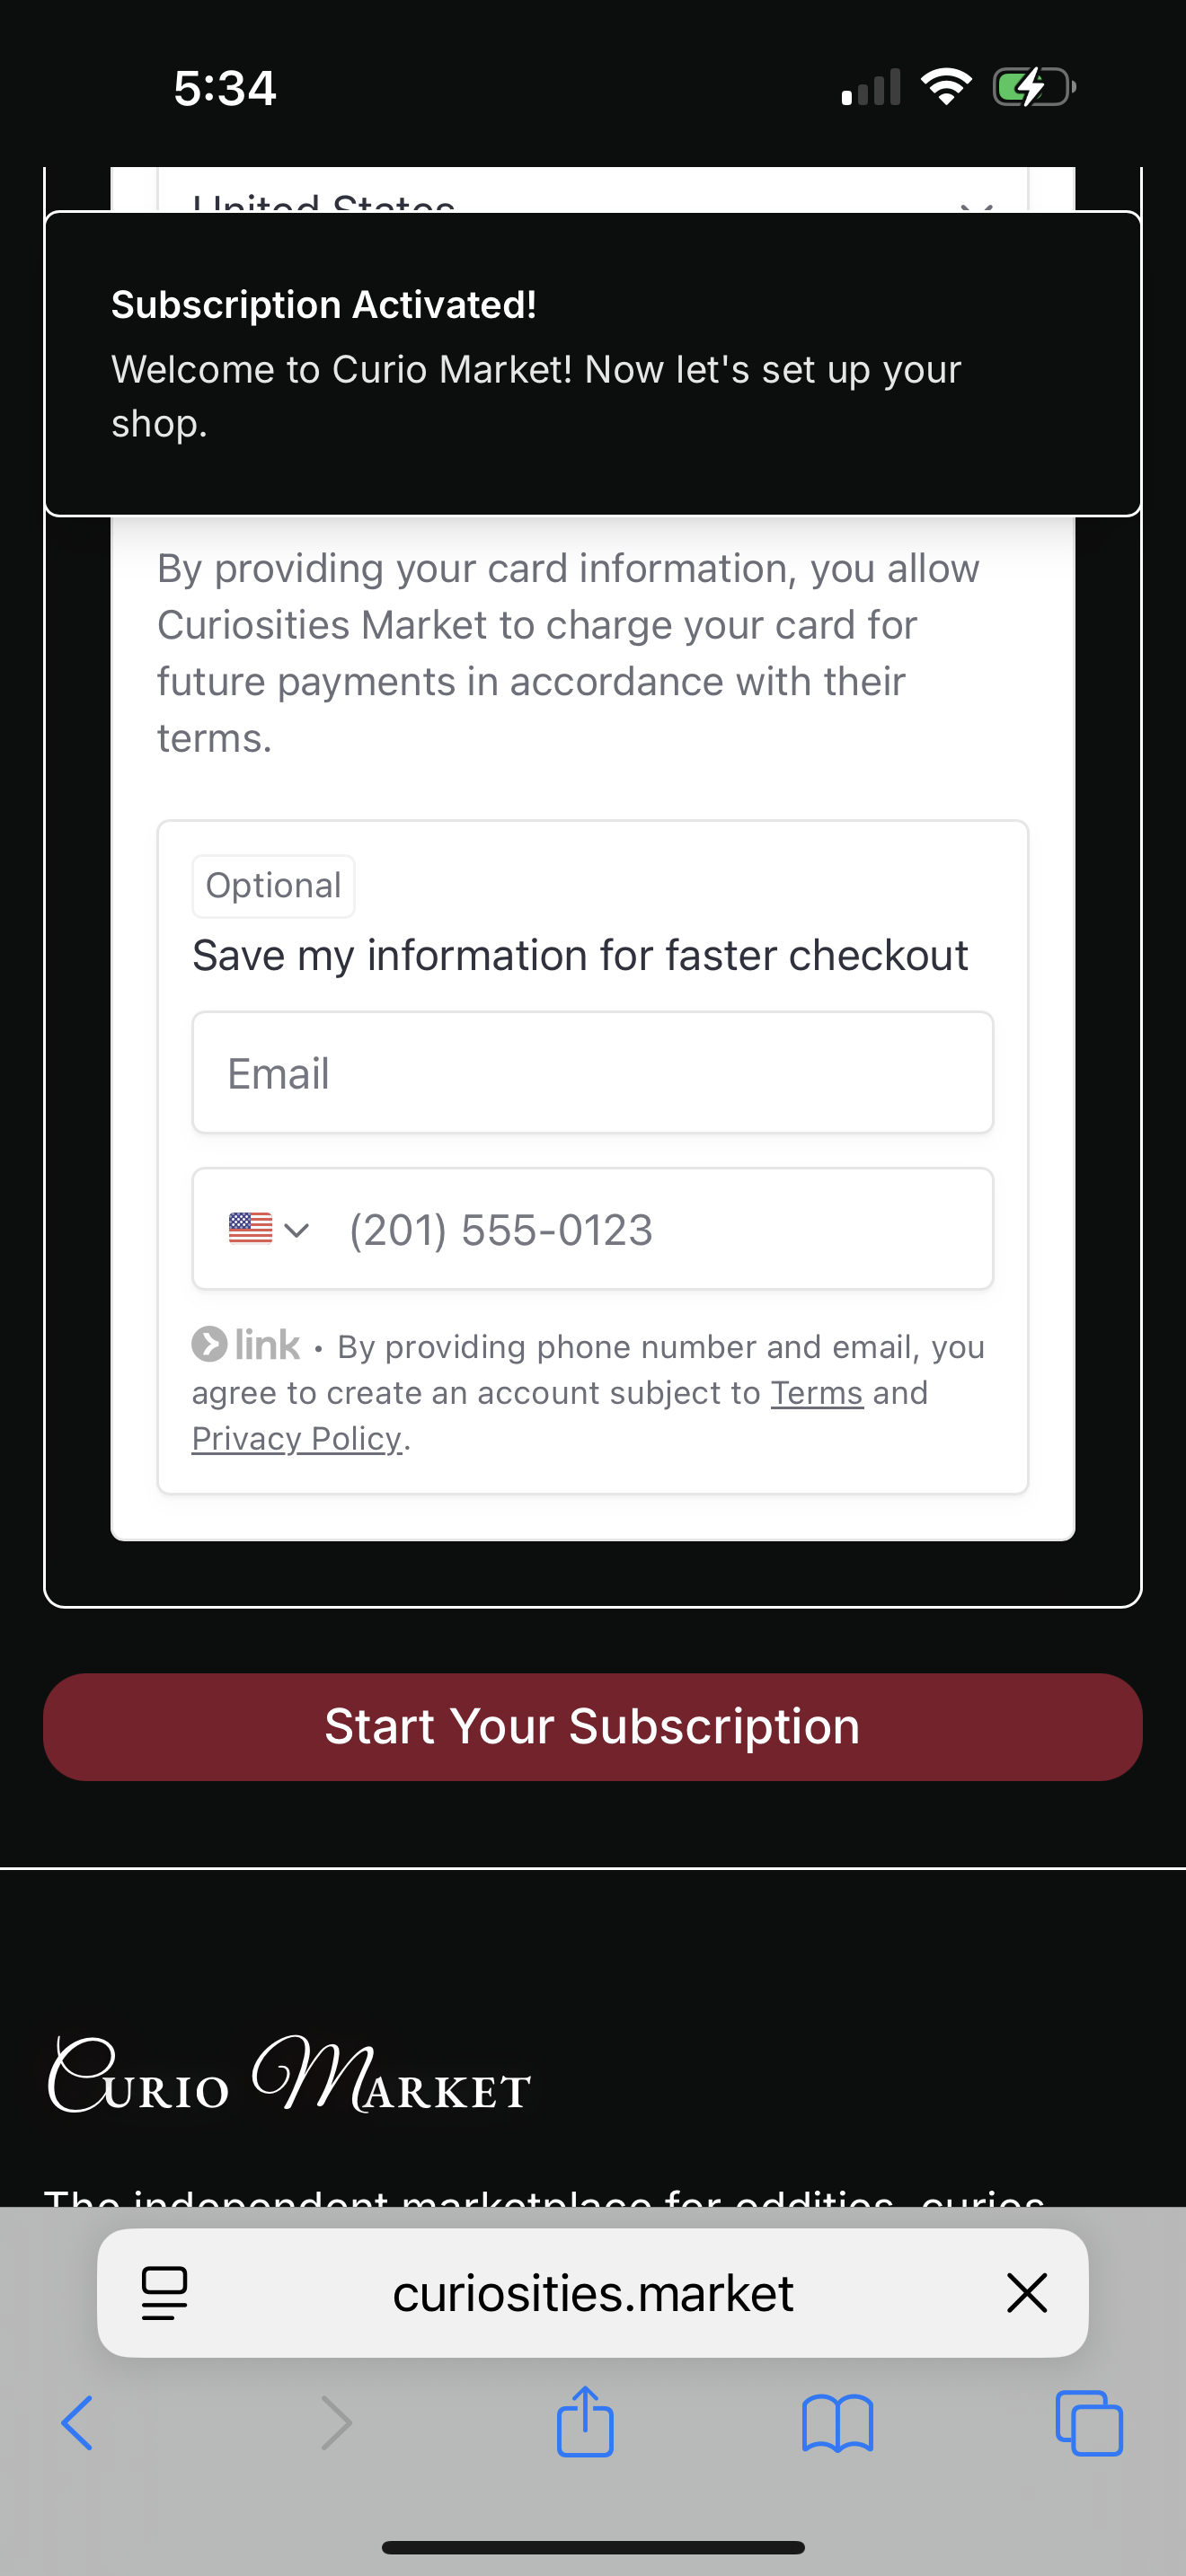 5:34
United States
Subscription Activated!
Welcome to Curio Market! Now let's set up your
shop.
By providing your card information, you allow
Curiosities Market to charge your card for
future payments in accordance with their
terms.
Optional
Save my information for faster checkout
Email
(201) 555-0123
link • By providing phone number and email, you
agree to create an account subject to Terms and
Privacy Policy.
Start Your Subscription
Curio Market
The independent marketplace for oddities, curios
curiosities.market